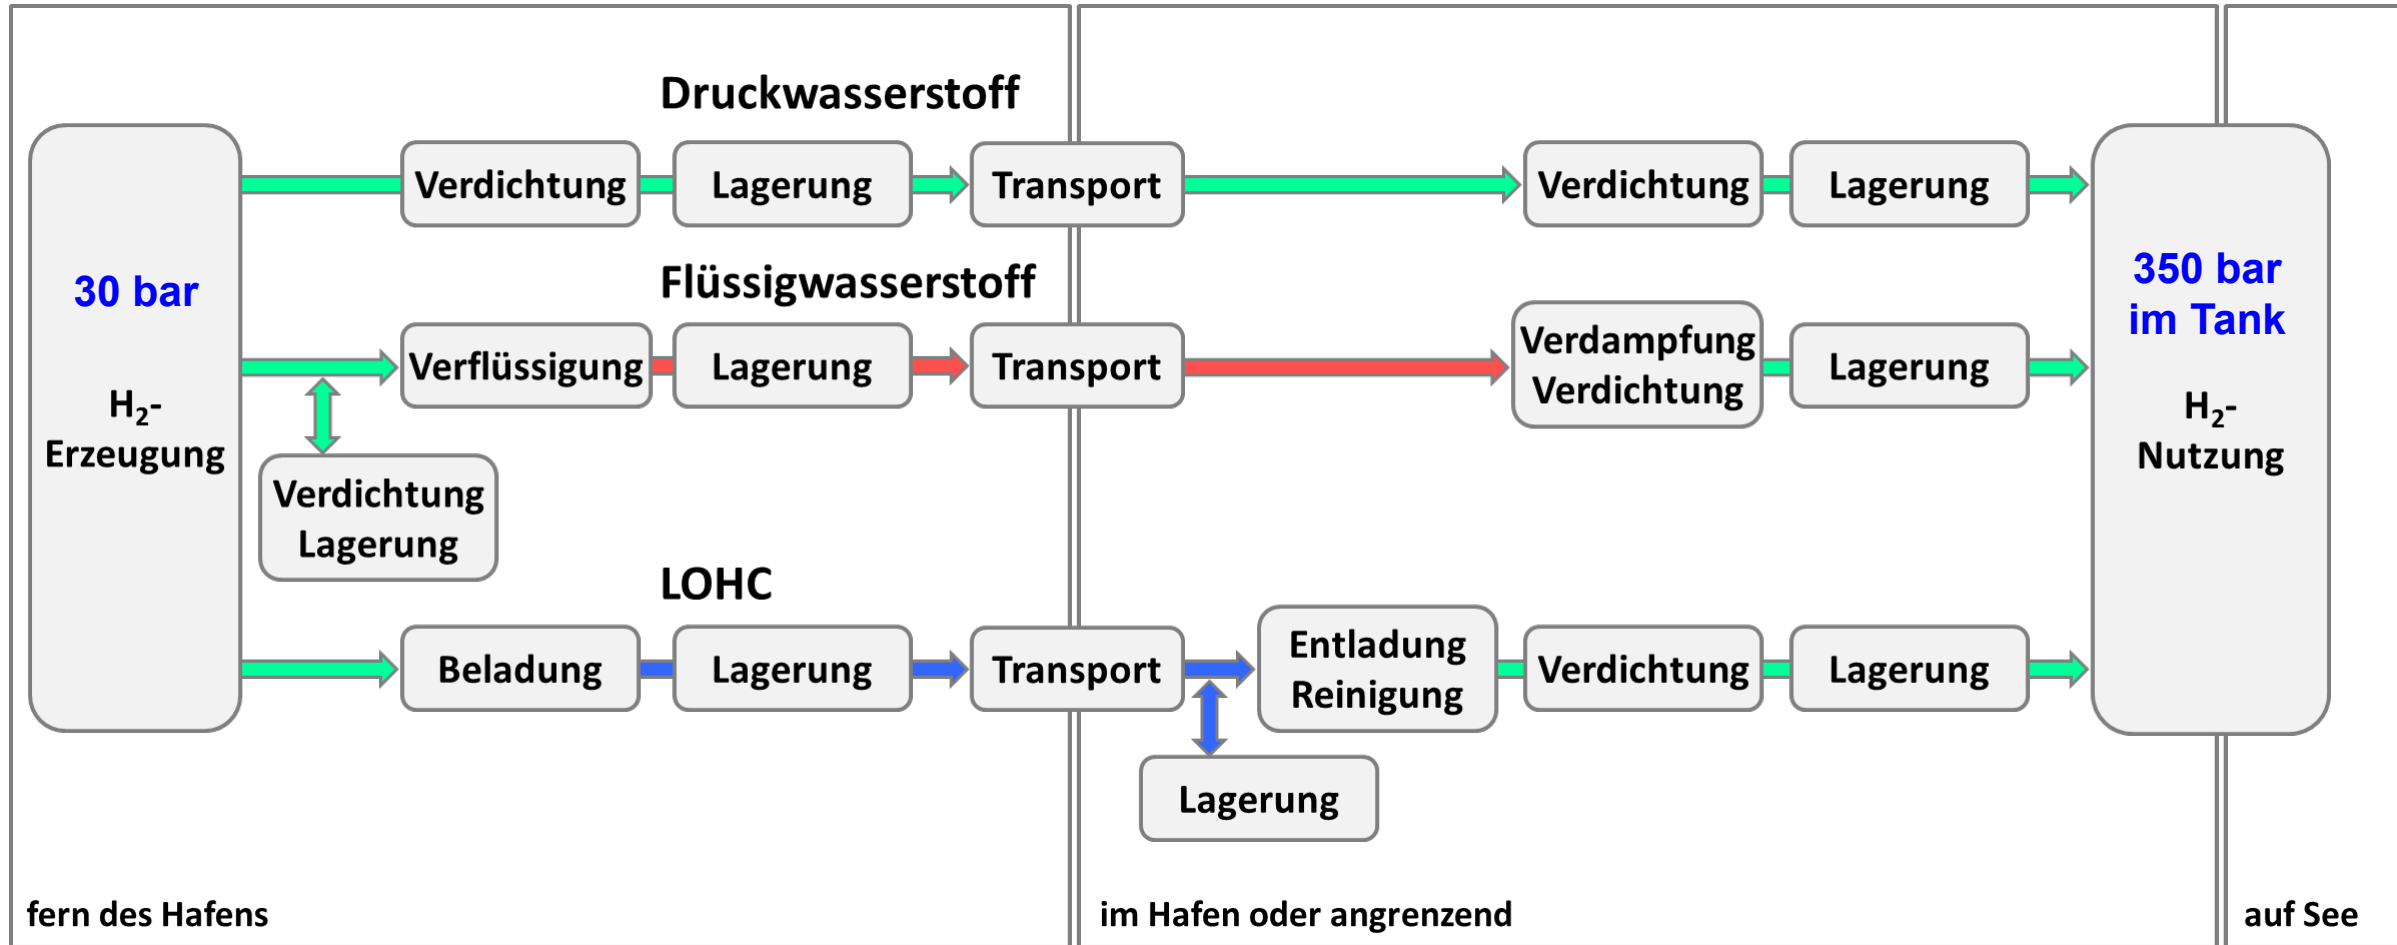 Druckwasserstoff
Verdichtung
Lagerung
Transport
Verdichtung
Lagerung
30 bar
H₂-
Erzeugung
Flüssigwasserstoff
Verflüssigung
Lagerung
Transport
Verdampfung
Verdichtung
Lagerung
350 bar
im Tank
H₂-
Nutzung
Verdichtung
Lagerung
LOHC
Beladung
Lagerung
Transport
Entladung
Reinigung
Verdichtung
Lagerung
Lagerung
fern des Hafens
im Hafen oder angrenzend
auf See